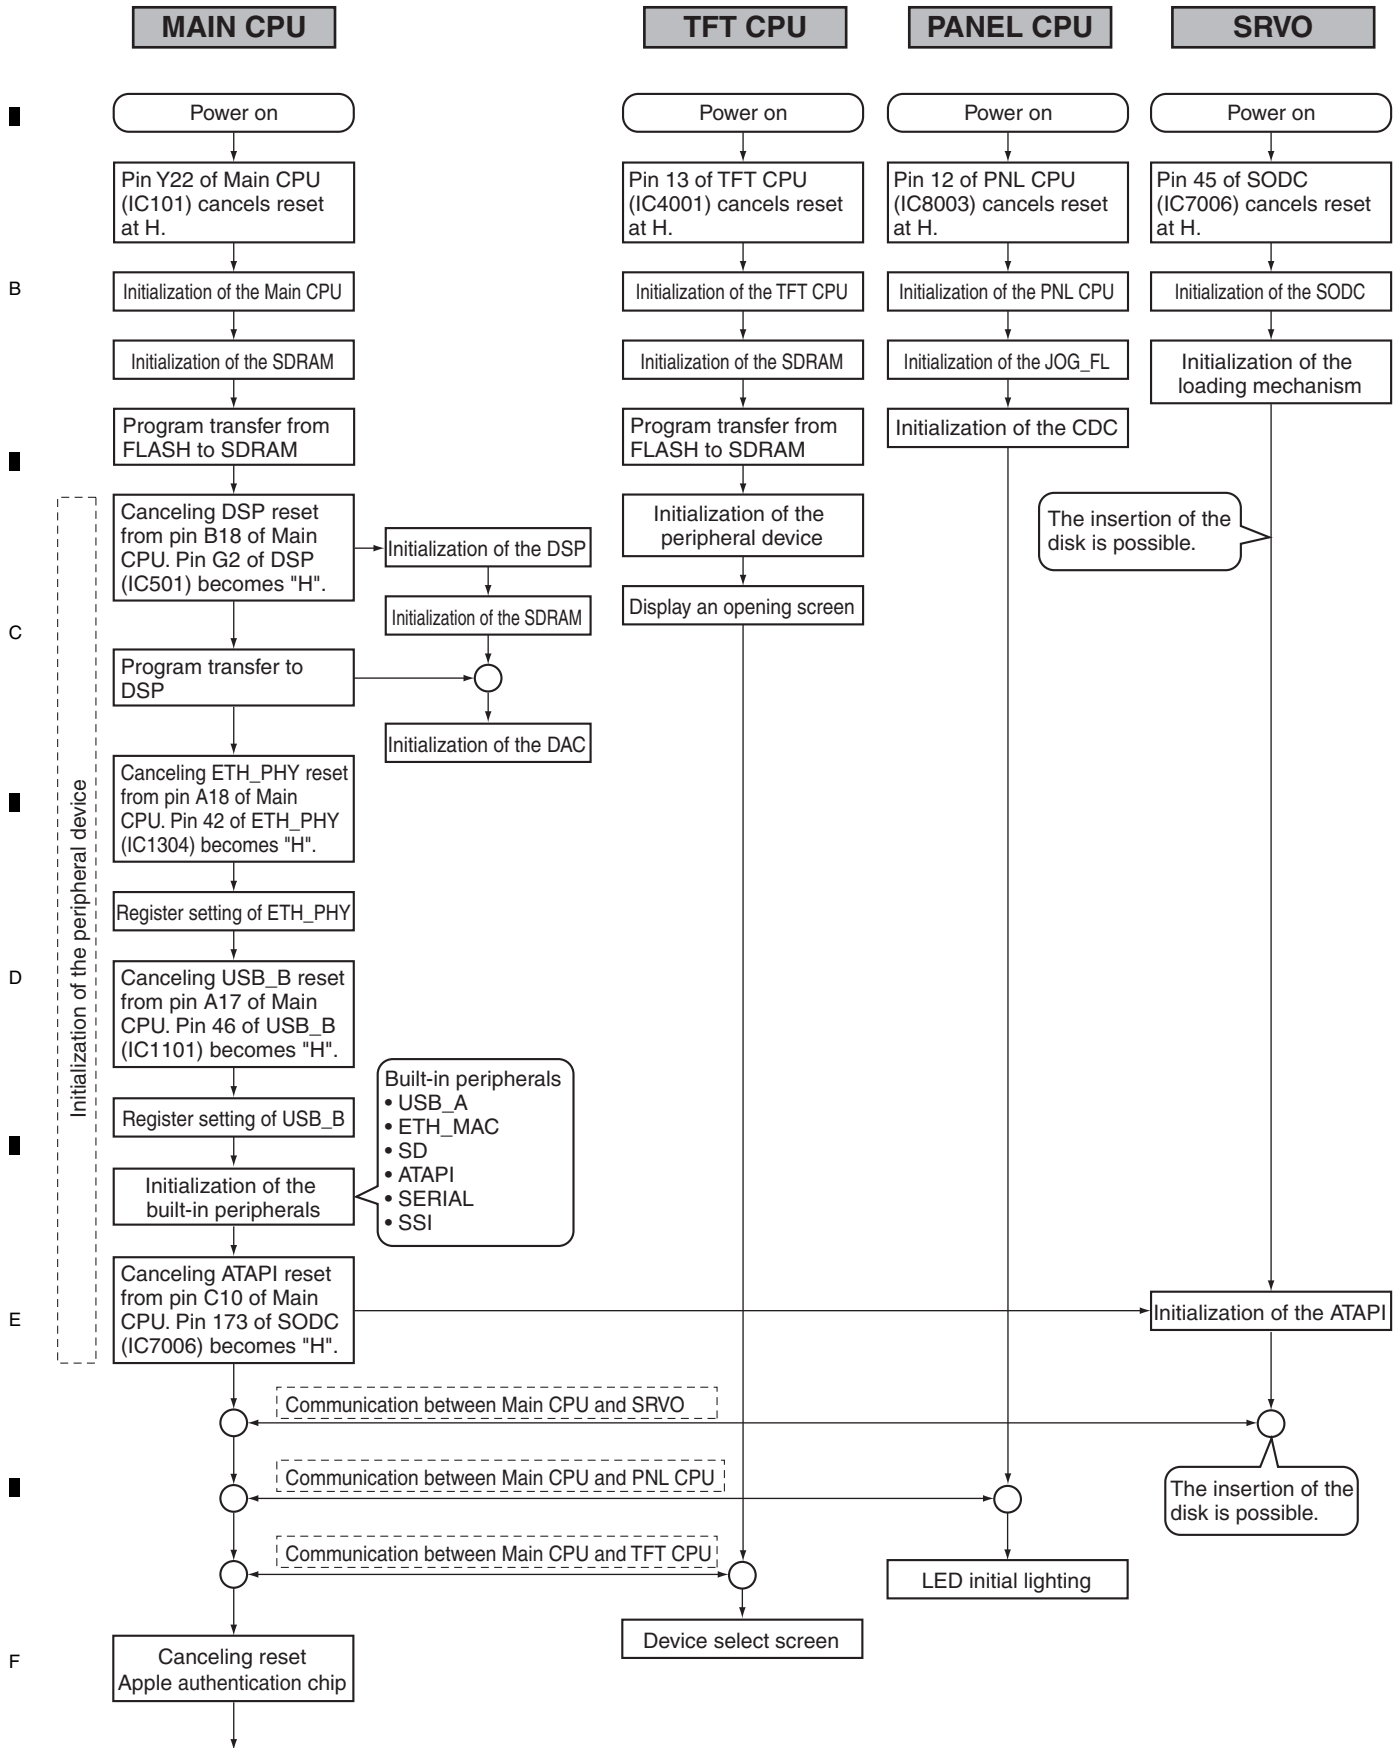 MAIN CPU
TFT CPU
PANEL CPU
SRVO
Power on
Power on
Power on
Power on
Pin Y22 of Main CPU
(IC101) cancels reset
at H.
Pin 13 of TFT CPU
(IC4001) cancels reset
at H.
Pin 12 of PNL CPU
(IC8003) cancels reset
at H.
Pin 45 of SODC
(IC7006) cancels reset
at H.
B
Initialization of the Main CPU
Initialization of the TFT CPU
Initialization of the PNL CPU
Initialization of the SODC
Initialization of the SDRAM
Initialization of the SDRAM
Initialization of the JOG_FL
Initialization of the
loading mechanism
Program transfer from
FLASH to SDRAM
Program transfer from
FLASH to SDRAM
Initialization of the CDC
Canceling DSP reset
from pin B18 of Main
CPU. Pin G2 of DSP
(IC501) becomes "H".
Initialization of the DSP
Initialization of the
peripheral device
The insertion of the
disk is possible.
Initialization of the SDRAM
Display an opening screen
C
Program transfer to
DSP
Initialization of the DAC
Initialization of the peripheral device
Canceling ETH_PHY reset
from pin A18 of Main
CPU. Pin 42 of ETH_PHY
(IC1304) becomes "H".
Register setting of ETH_PHY
D
Canceling USB_B reset
from pin A17 of Main
CPU. Pin 46 of USB_B
(IC1101) becomes "H".
Register setting of USB_B
Built-in peripherals
• USB_A
• ETH_MAC
• SD
• ATAPI
• SERIAL
• SSI
Initialization of the
built-in peripherals
E
Canceling ATAPI reset
from pin C10 of Main
CPU. Pin 173 of SODC
(IC7006) becomes "H".
Initialization of the ATAPI
Communication between Main CPU and SRVO
Communication between Main CPU and PNL CPU
The insertion of the
disk is possible.
Communication between Main CPU and TFT CPU
LED initial lighting
Device select screen
F
Canceling reset
Apple authentication chip